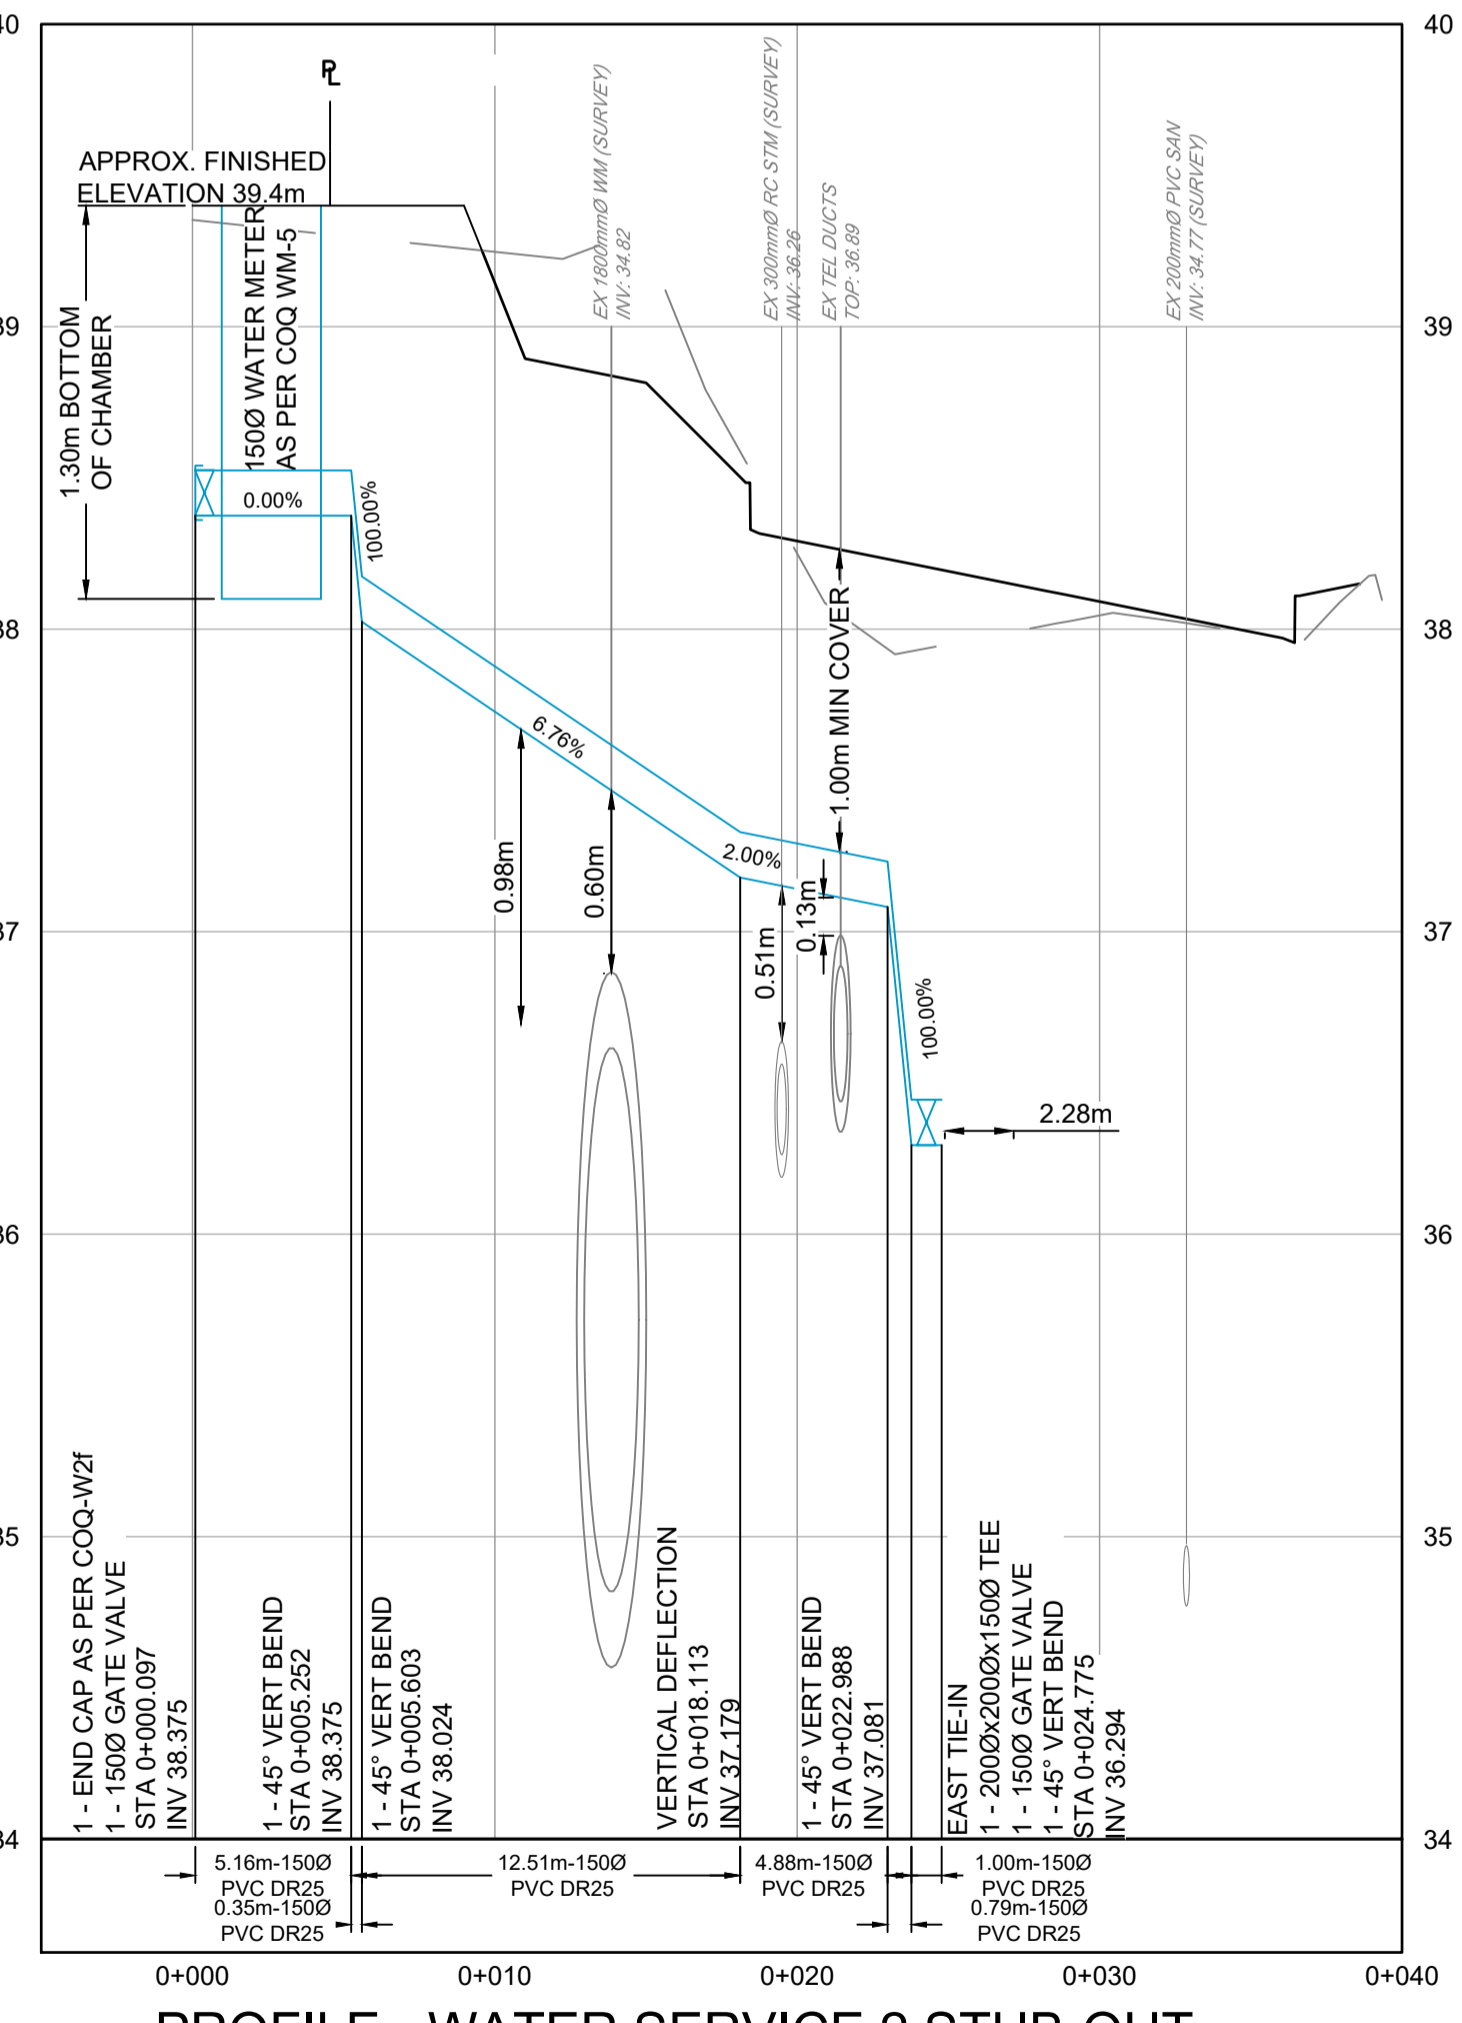 40
40
PL
APPROX. FINISHED
ELEVATION 39.4m
EX 1800mmØ WM (SURVEY)
INV: 34.82
EX 300mmØ RC STM (SURVEY)
INV: 36.26
EX TEL DUCTS
TOP: 36.89
EX 200mmØ PVC SAN
INV: 34.77 (SURVEY)
39
39
1.30m BOTTOM
OF CHAMBER
150Ø WATER METER
AS PER COQ WM-5
0.00%
100.00%
38
38
6.76%
1.00m MIN COVER
2.00%
0.98m
0.60m
0.51m
0.13m
37
37
100.00%
2.28m
36
36
35
35
1 - END CAP AS PER COQ-W2f
1 - 150Ø GATE VALVE
STA 0+000.097
INV 38.375
1 - 45° VERT BEND
STA 0+005.252
INV 38.375
1 - 45° VERT BEND
STA 0+005.603
INV 38.024
VERTICAL DEFLECTION
STA 0+018.113
INV 37.179
1 - 45° VERT BEND
STA 0+022.988
INV 37.081
EAST TIE-IN
1 - 200Øx200Øx150Ø TEE
1 - 150Ø GATE VALVE
1 - 45° VERT BEND
STA 0+024.775
INV 36.294
34
34
5.16m-150Ø
PVC DR25
0.35m-150Ø
PVC DR25
12.51m-150Ø
PVC DR25
4.88m-150Ø
PVC DR25
1.00m-150Ø
PVC DR25
0.79m-150Ø
PVC DR25
0+000
0+010
0+020
0+030
0+040
PROFILE - WATER SERVICE & STUB OUT